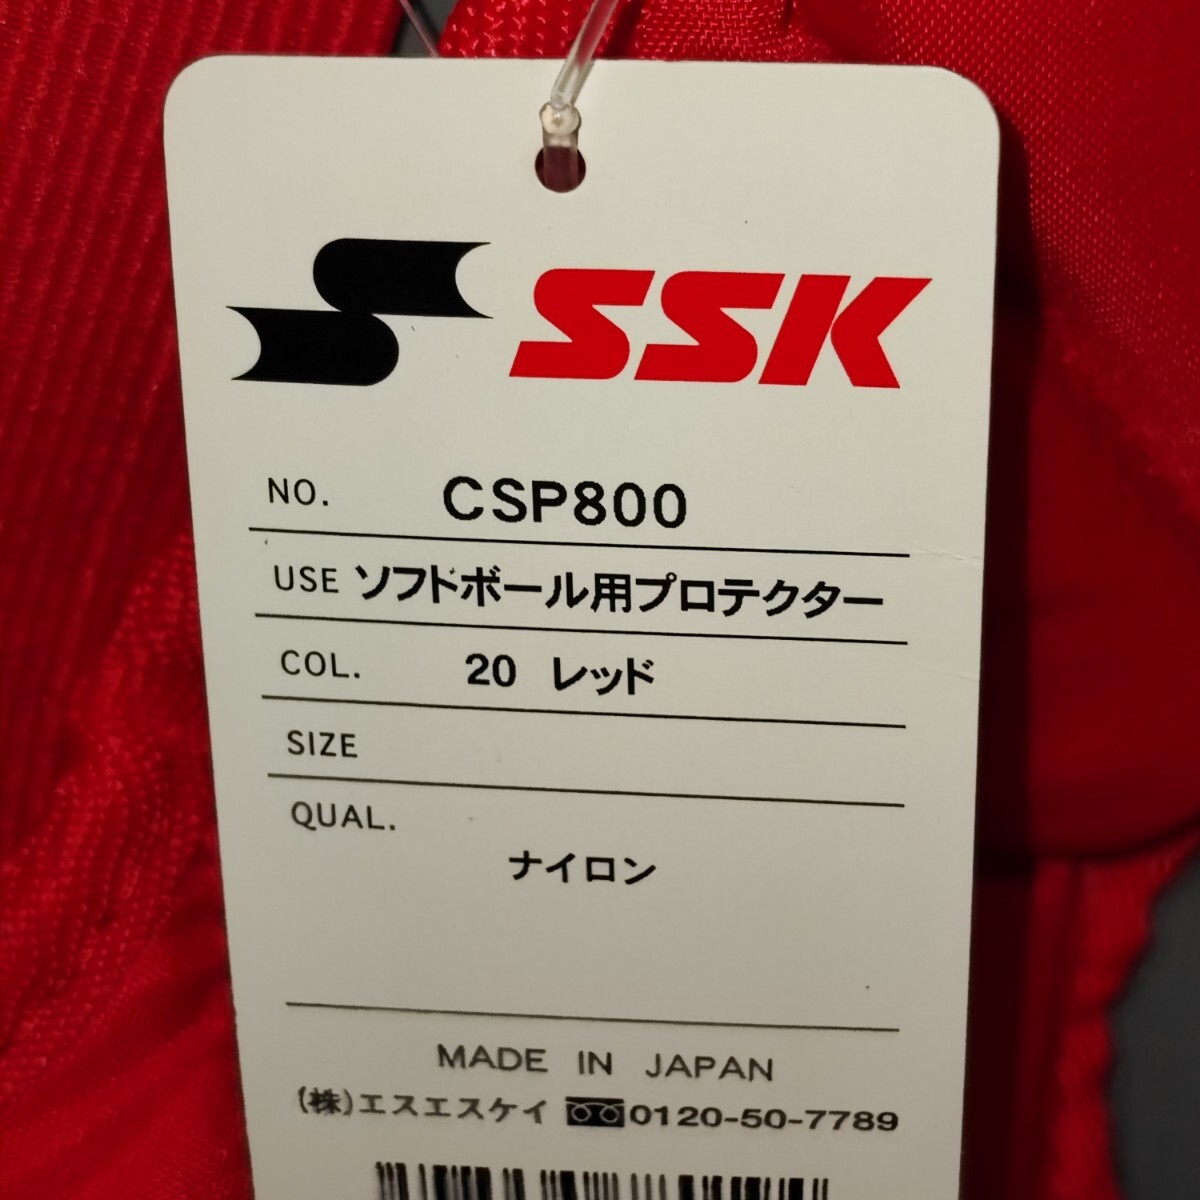 SSK
NO. CSP800
USE ソフトボール用プロテクター
COL. 20 レッド
SIZE
QUAL.
ナイロン
MADE IN JAPAN
(株)エスエスケイ 0120-50-7789